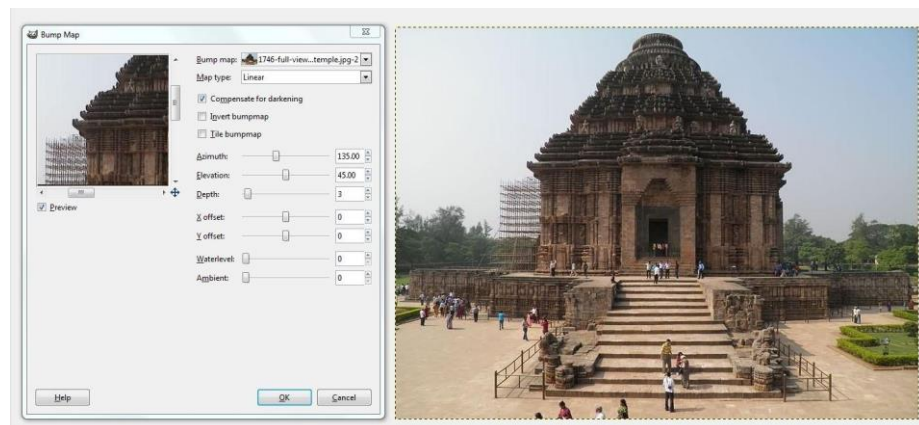 Bump Map
Bump map: 1746-full-view...temple.jpg-2
Map type: Linear
Compensate for darkening
Invert bumpmap
Tile bumpmap
Azimuth: 135.00
Elevation: 45.00
Depth: 3
Preview
X offset: 0
Y offset: 0
Waterlevel: 0
Ambient: 0
Help OK Cancel